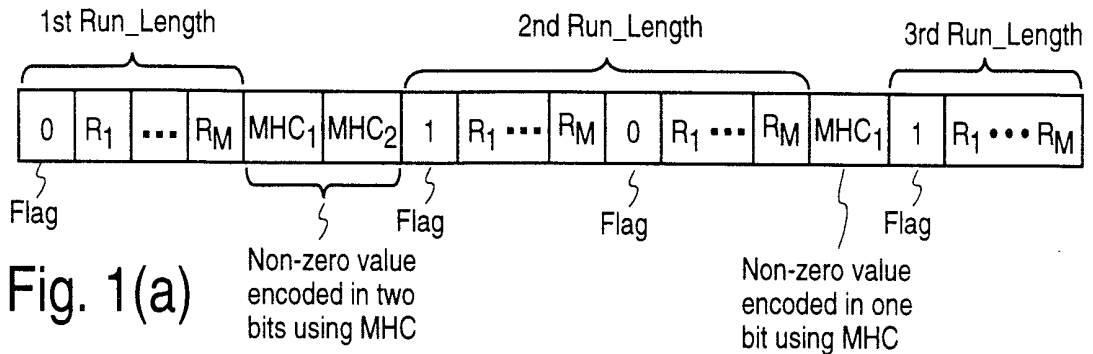 1st Run_Length 2nd Run_Length 3rd Run_Length
0 R1 ▪▪▪ RM MHC1 MHC2 1 R1 ▪▪▪ RM 0 R1 ▪▪▪ RM MHC1 1 R1 ••• RM
Flag Flag Flag Flag
Non-zero value
encoded in two
bits using MHC
Non-zero value
encoded in one
bit using MHC
Fig. 1(a)